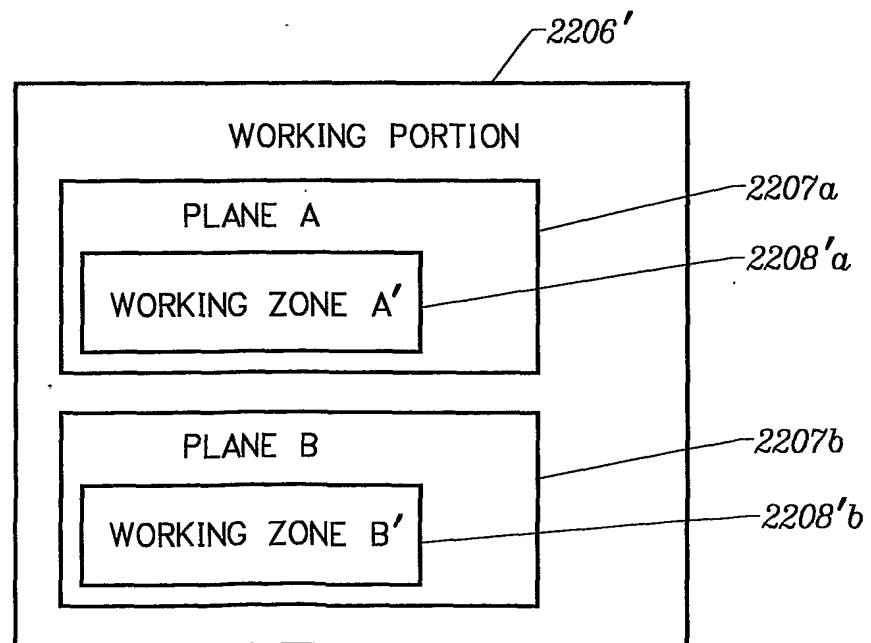 2206'
WORKING PORTION
2207a
PLANE A
2208'a
WORKING ZONE A'
PLANE B
2207b
WORKING ZONE B'
2208'b